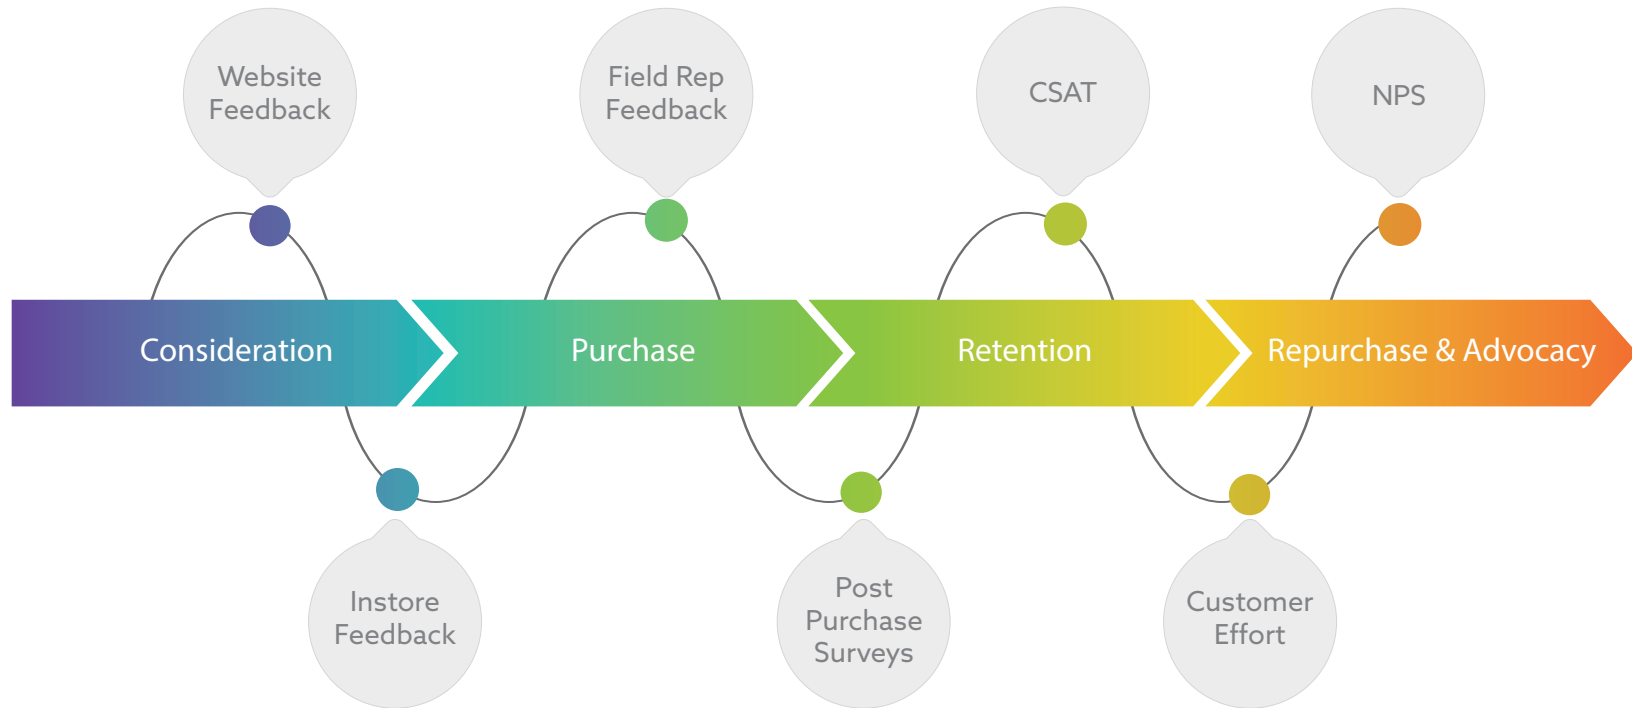 Website
Feedback
Field Rep
Feedback
CSAT
NPS
Consideration
Purchase
Retention
Repurchase & Advocacy
Instore
Feedback
Post
Purchase
Surveys
Customer
Effort